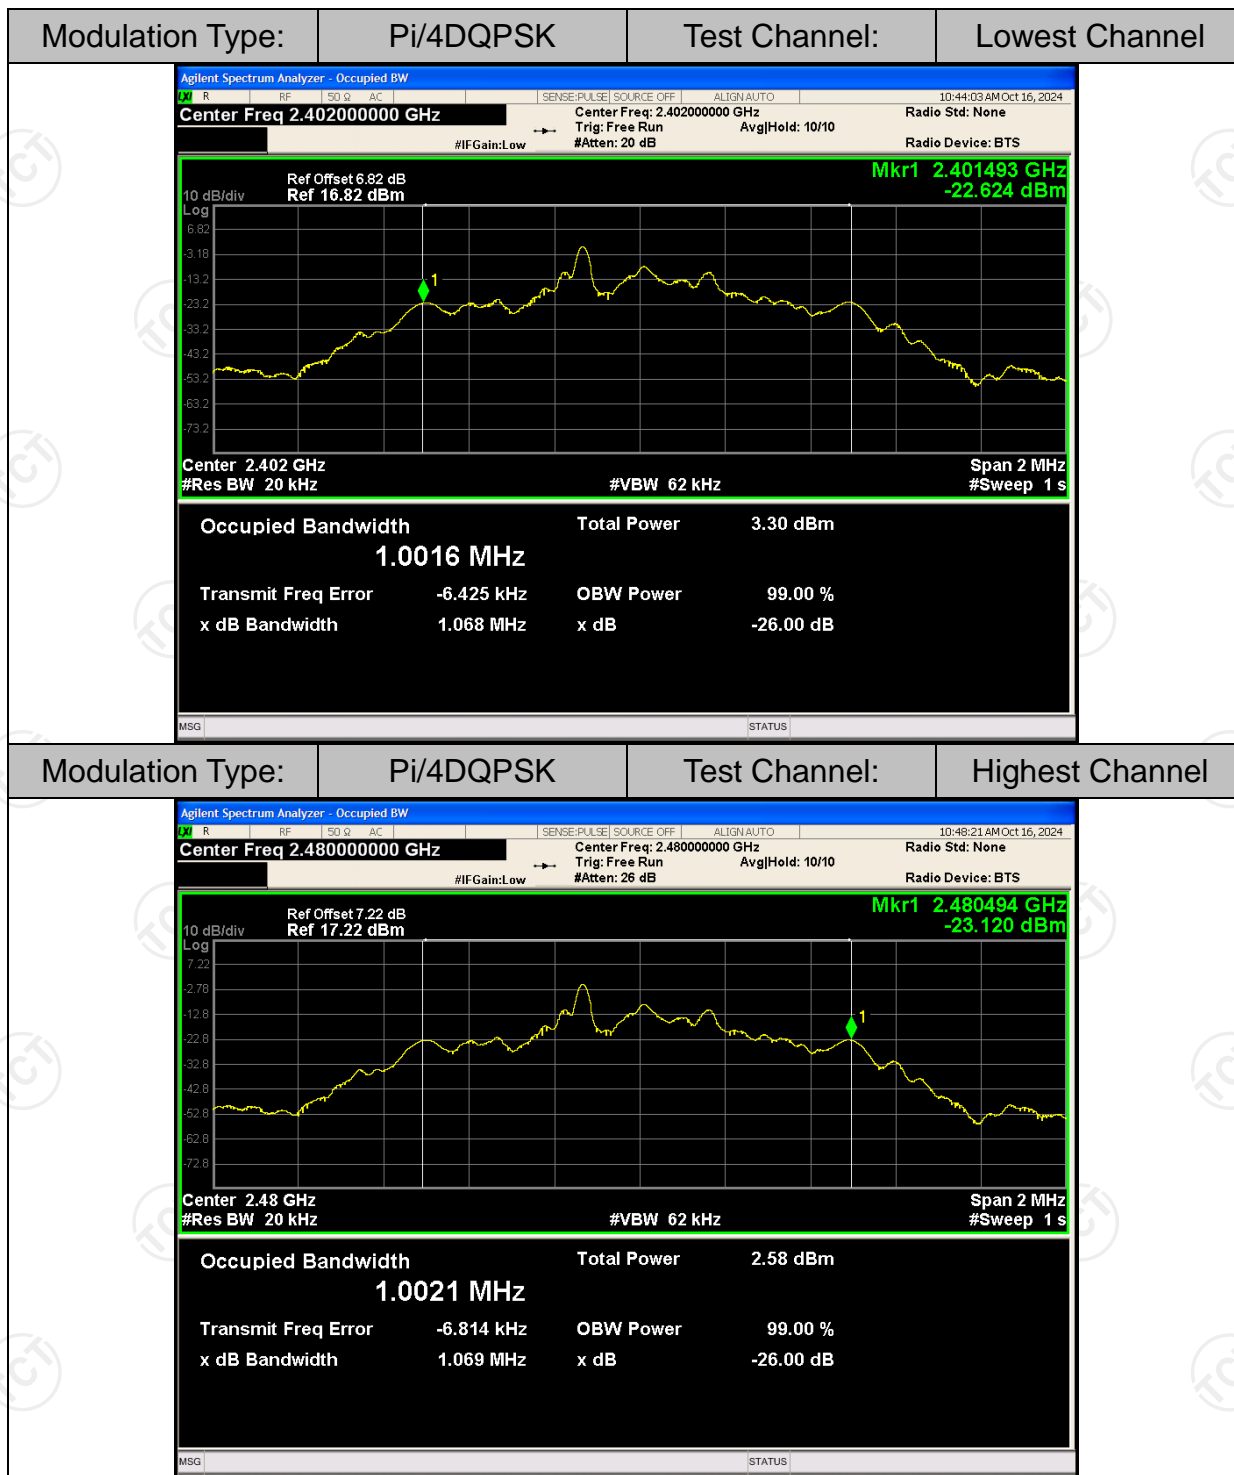 Modulation Type: Pi/4DQPSK Test Channel: Lowest Channel
Agilent Spectrum Analyzer - Occupied BW
LXI R RF 50 Ω AC SENSE:PULSE SOURCE OFF ALIGN AUTO 10:44:03 AM Oct 16, 2024
Center Freq 2.402000000 GHz Center Freq: 2.402000000 GHz Radio Std: None
Trig: Free Run Avg|Hold: 10/10
#IFGain:Low #Atten: 20 dB Radio Device: BTS
Mkr1 2.401493 GHz
Ref Offset 6.82 dB
10 dB/div Ref 16.82 dBm -22.624 dBm
Log
6.82
-3.18
-13.2
1
-23.2
-33.2
-43.2
-53.2
-63.2
-73.2
Center 2.402 GHz Span 2 MHz
#Res BW 20 kHz #VBW 62 kHz #Sweep 1 s
Occupied Bandwidth Total Power 3.30 dBm
1.0016 MHz
Transmit Freq Error -6.425 kHz OBW Power 99.00 %
x dB Bandwidth 1.068 MHz x dB -26.00 dB
MSG STATUS
Modulation Type: Pi/4DQPSK Test Channel: Highest Channel
Agilent Spectrum Analyzer - Occupied BW
LXI R RF 50 Ω AC SENSE:PULSE SOURCE OFF ALIGN AUTO 10:48:21 AM Oct 16, 2024
Center Freq 2.480000000 GHz Center Freq: 2.480000000 GHz Radio Std: None
Trig: Free Run Avg|Hold: 10/10
#IFGain:Low #Atten: 26 dB Radio Device: BTS
Mkr1 2.480494 GHz
Ref Offset 7.22 dB
10 dB/div Ref 17.22 dBm -23.120 dBm
Log
7.22
-2.78
-12.8
1
-22.8
-32.8
-42.8
-52.8
-62.8
-72.8
Center 2.48 GHz Span 2 MHz
#Res BW 20 kHz #VBW 62 kHz #Sweep 1 s
Occupied Bandwidth Total Power 2.58 dBm
1.0021 MHz
Transmit Freq Error -6.814 kHz OBW Power 99.00 %
x dB Bandwidth 1.069 MHz x dB -26.00 dB
MSG STATUS